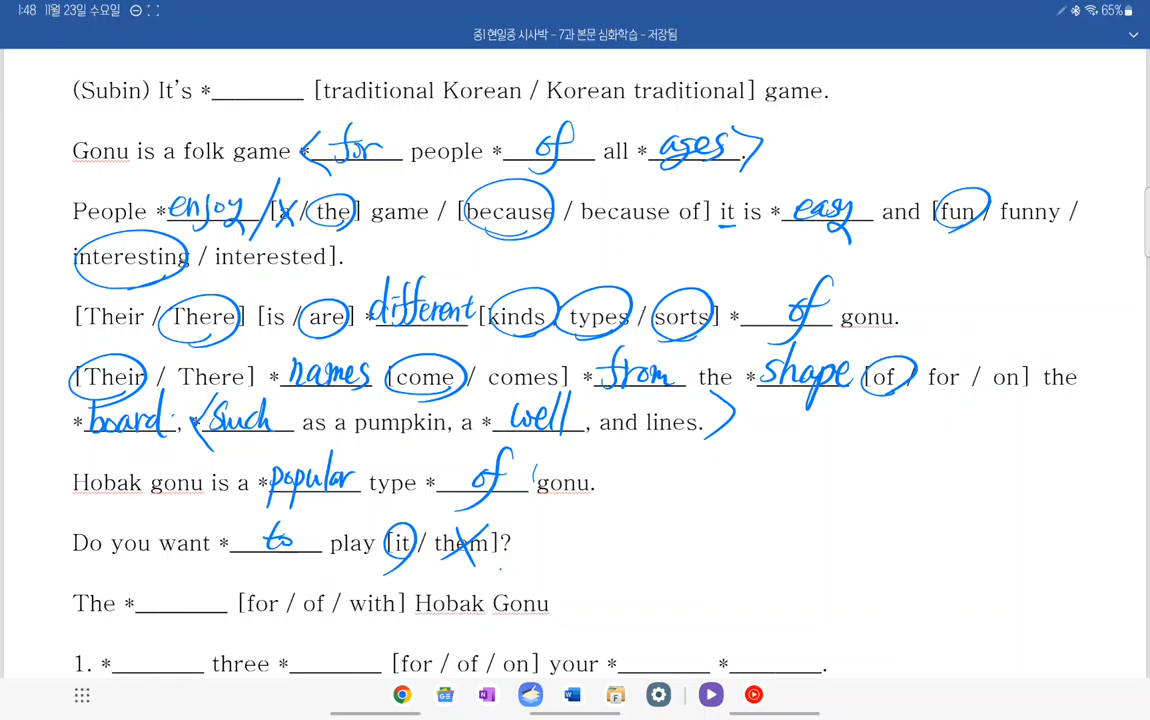 1:48 11월 23일 수요일 65%
중1 현일중 시사박 - 7과 본문 심화학습 - 저장됨
(Subin) It's *________ [traditional Korean / Korean traditional] game.
Gonu is a folk game <*for people *of all *ages>.
People *enjoy / [a / the] game / [because / because of] it is *easy and [fun / funny /
interesting / interested].
[Their / There] [is / are] *different [kinds / types / sorts] *of gonu.
[Their / There] *names [come / comes] *from the *shape [of / for / on] the
*board, <*such as a pumpkin, a *well, and lines.>
Hobak gonu is a *popular type *of gonu.
Do you want *to play [it / them]?
The *________ [for / of / with] Hobak Gonu
1. *________ three *________ [for / of / on] your *________ *________.